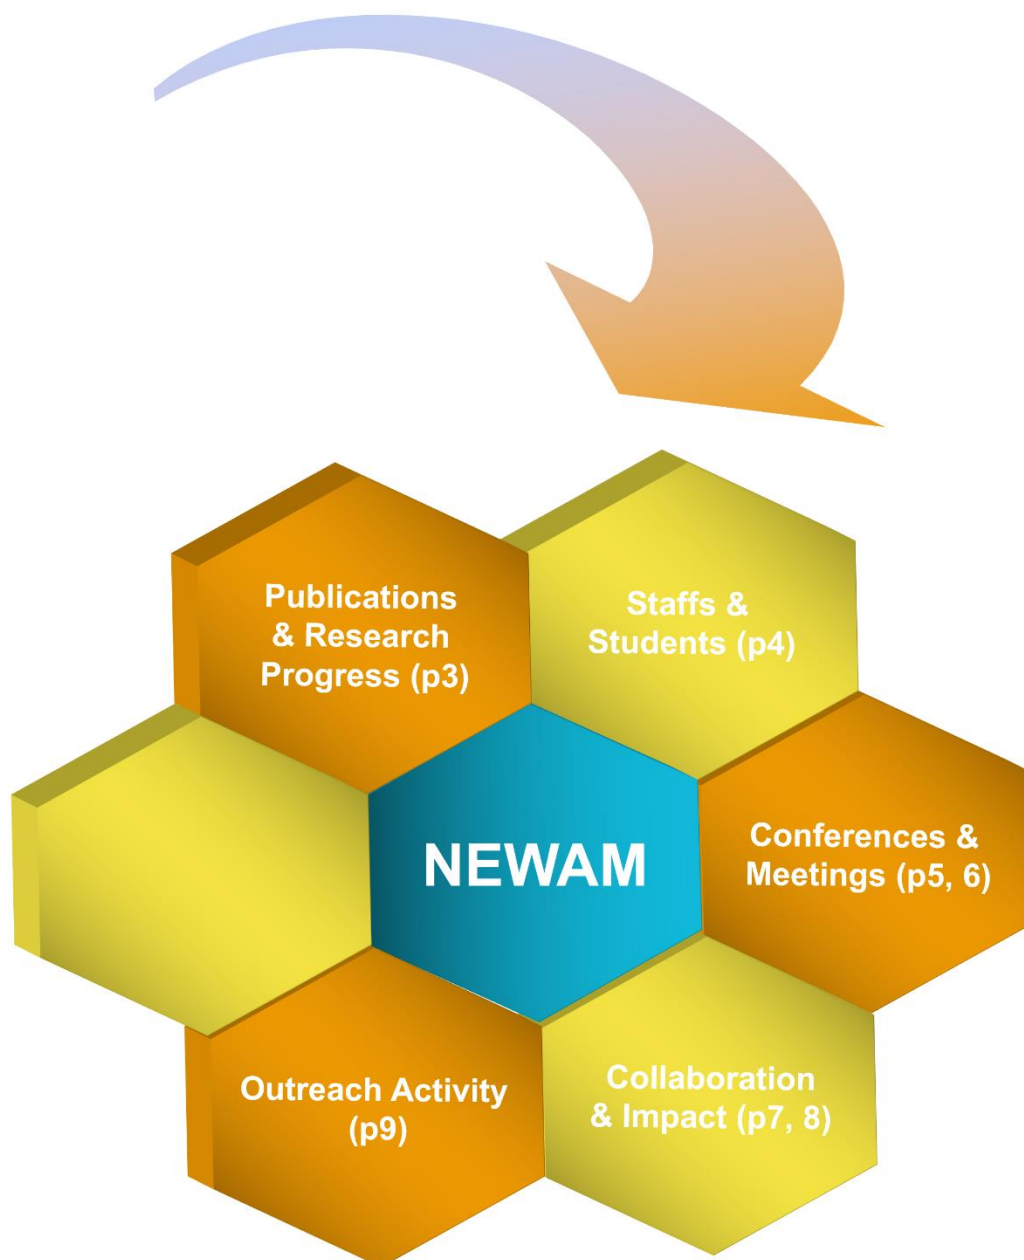 Publications
& Research
Progress (p3)
Staffs &
Students (p4)
NEWAM
Conferences &
Meetings (p5, 6)
Outreach Activity
(p9)
Collaboration
& Impact (p7, 8)